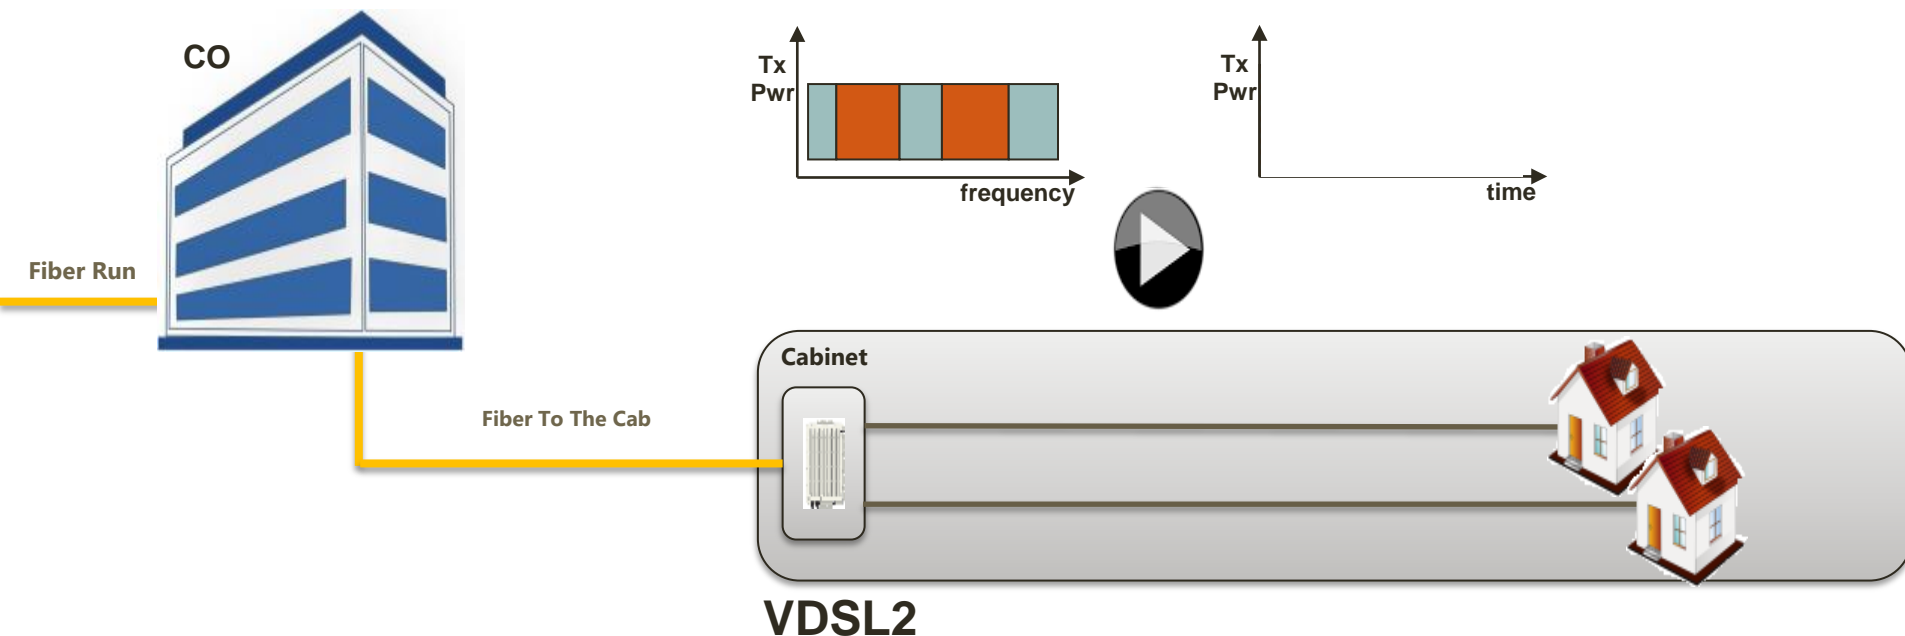 CO
Tx
Pwr
frequency
Tx
Pwr
time
Fiber Run
Cabinet
Fiber To The Cab
VDSL2